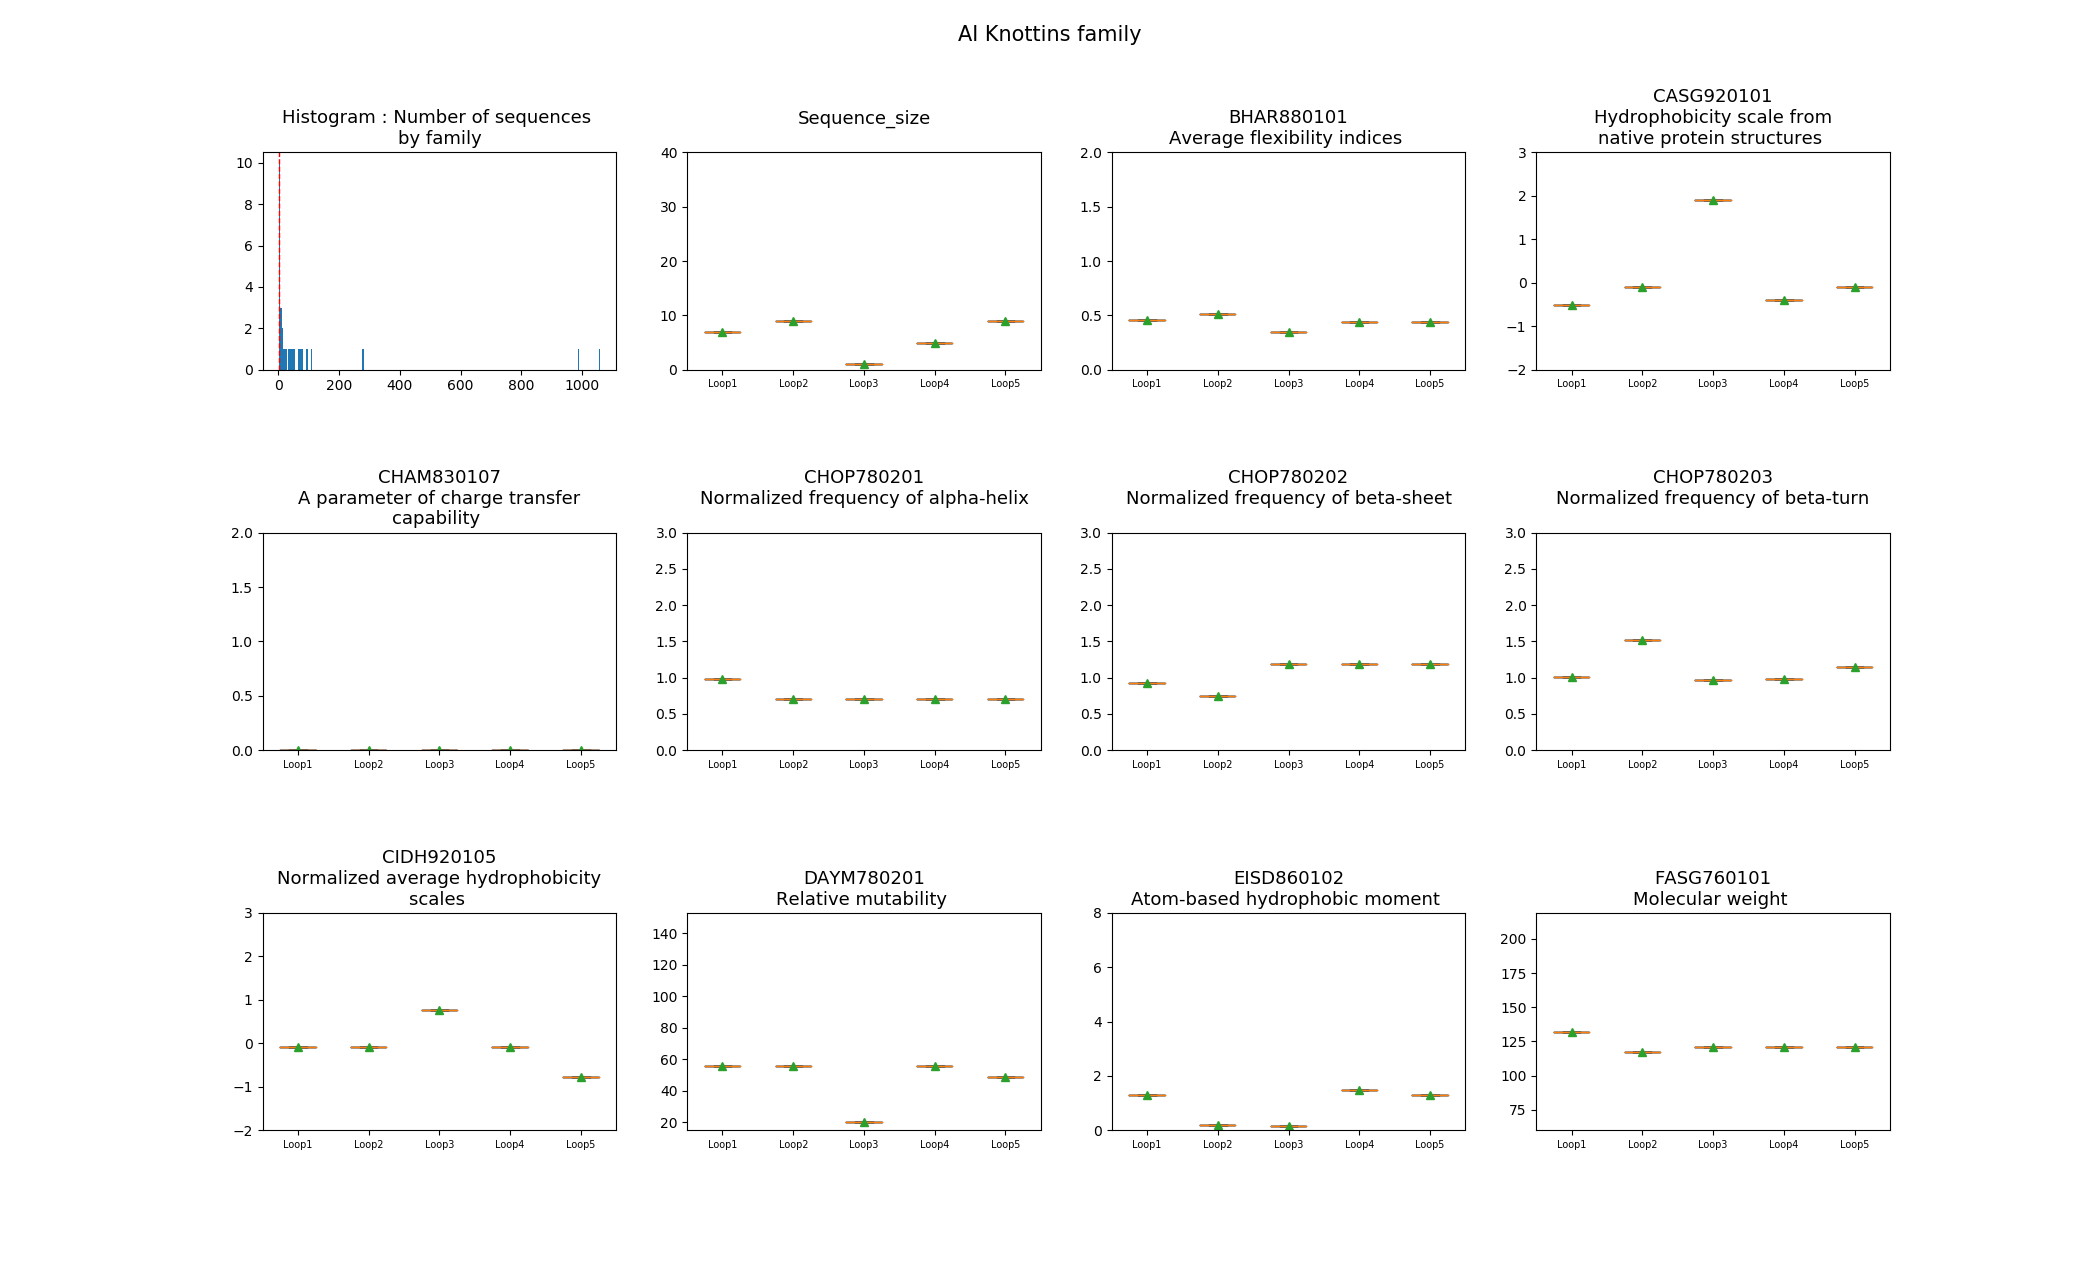 AI Knottins family
Histogram : Number of sequences
by family
10
8
6
4
2
0
0 200 400 600 800 1000
Sequence_size
40
30
20
10
0
Loop1 Loop2 Loop3 Loop4 Loop5
BHAR880101
Average flexibility indices
2.0
1.5
1.0
0.5
0.0
Loop1 Loop2 Loop3 Loop4 Loop5
CASG920101
Hydrophobicity scale from
native protein structures
3
2
1
0
−1
−2
Loop1 Loop2 Loop3 Loop4 Loop5
CHAM830107
A parameter of charge transfer
capability
2.0
1.5
1.0
0.5
0.0
Loop1 Loop2 Loop3 Loop4 Loop5
CHOP780201
Normalized frequency of alpha-helix
3.0
2.5
2.0
1.5
1.0
0.5
0.0
Loop1 Loop2 Loop3 Loop4 Loop5
CHOP780202
Normalized frequency of beta-sheet
3.0
2.5
2.0
1.5
1.0
0.5
0.0
Loop1 Loop2 Loop3 Loop4 Loop5
CHOP780203
Normalized frequency of beta-turn
3.0
2.5
2.0
1.5
1.0
0.5
0.0
Loop1 Loop2 Loop3 Loop4 Loop5
CIDH920105
Normalized average hydrophobicity
scales
3
2
1
0
−1
−2
Loop1 Loop2 Loop3 Loop4 Loop5
DAYM780201
Relative mutability
140
120
100
80
60
40
20
Loop1 Loop2 Loop3 Loop4 Loop5
EISD860102
Atom-based hydrophobic moment
8
6
4
2
0
Loop1 Loop2 Loop3 Loop4 Loop5
FASG760101
Molecular weight
200
175
150
125
100
75
Loop1 Loop2 Loop3 Loop4 Loop5